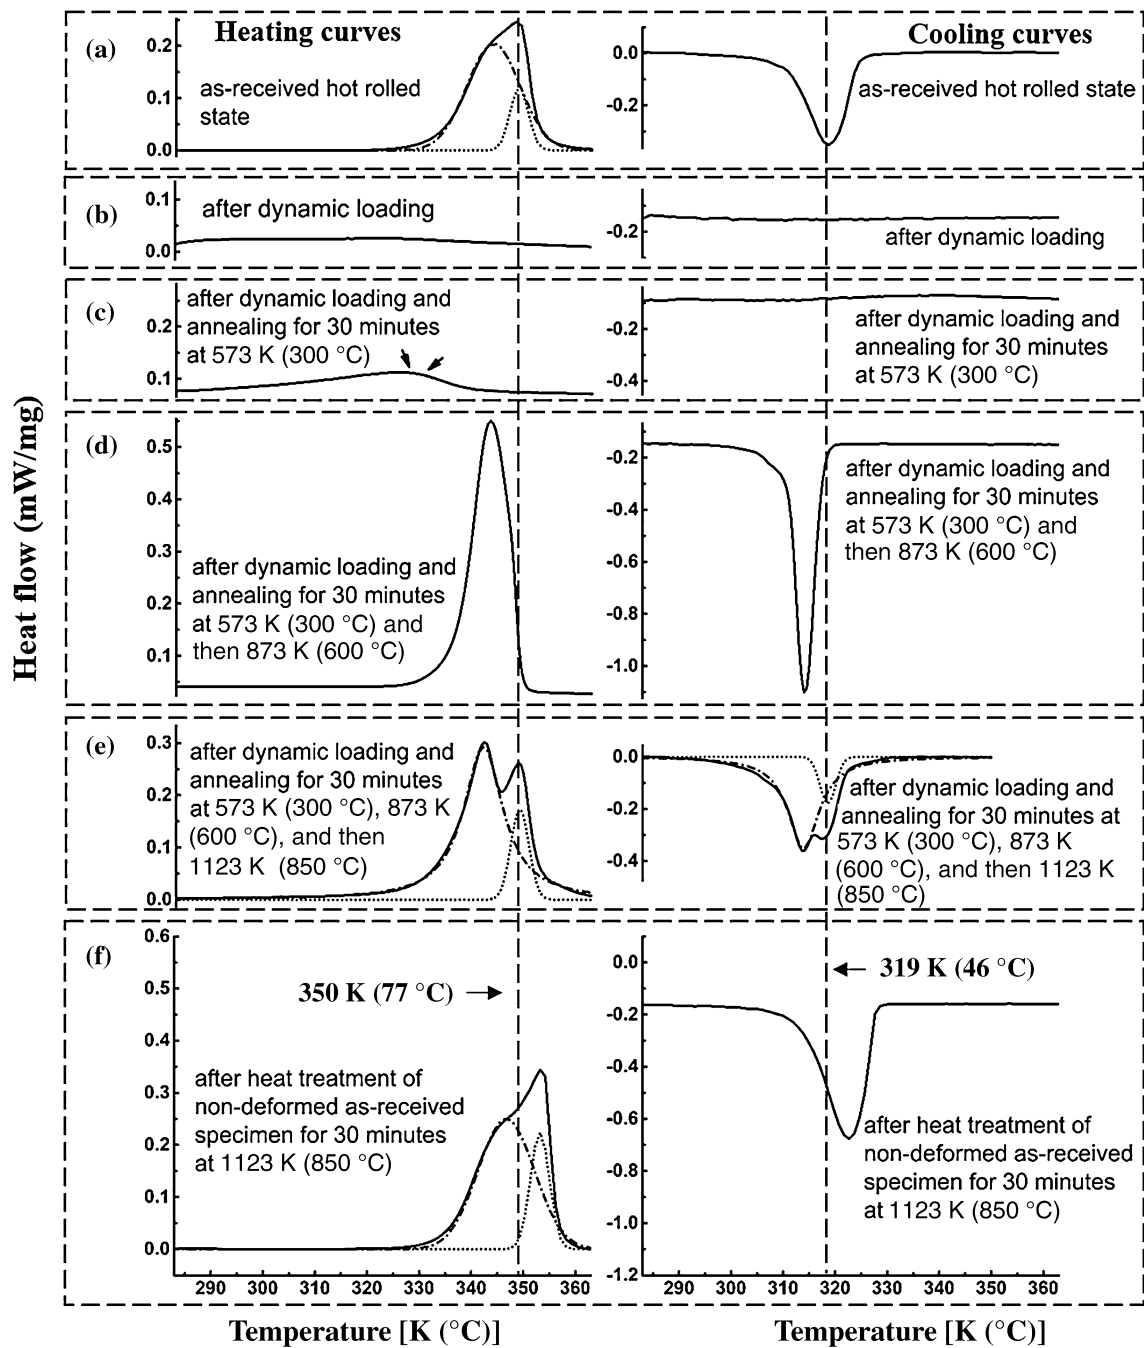 Heat flow (mW/mg)
(a)
Heating curves
as-received hot rolled
state
0.2
0.1
0.0
Cooling curves
as-received hot rolled state
0.0
-0.2
(b)
after dynamic loading
0.1
0.0
after dynamic loading
-0.2
(c)
after dynamic loading and
annealing for 30 minutes
at 573 K (300 °C)
0.2
0.1
after dynamic loading and
annealing for 30 minutes
at 573 K (300 °C)
-0.2
-0.4
(d)
0.5
0.4
0.3
0.2
0.1
after dynamic loading and
annealing for 30 minutes
at 573 K (300 °C) and
then 873 K (600 °C)
-0.2
-0.4
-0.6
-0.8
-1.0
after dynamic loading and
annealing for 30 minutes
at 573 K (300 °C) and
then 873 K (600 °C)
(e)
0.3
0.2
0.1
0.0
after dynamic loading and
annealing for 30 minutes
at 573 K (300 °C), 873 K
(600 °C), and then
1123 K (850 °C)
0.0
-0.2
-0.4
after dynamic loading and
annealing for 30 minutes at
573 K (300 °C), 873 K
(600 °C), and then 1123 K
(850 °C)
(f)
0.6
0.5
0.4
0.3
0.2
0.1
0.0
350 K (77 °C)
after heat treatment of
non-deformed as-received
specimen for 30 minutes
at 1123 K (850 °C)
290 300 310 320 330 340 350 360
Temperature [K (°C)]
0.0
-0.2
-0.4
-0.6
-0.8
-1.0
-1.2
319 K (46 °C)
after heat treatment of
non-deformed as-received
specimen for 30 minutes
at 1123 K (850 °C)
290 300 310 320 330 340 350 360
Temperature [K (°C)]